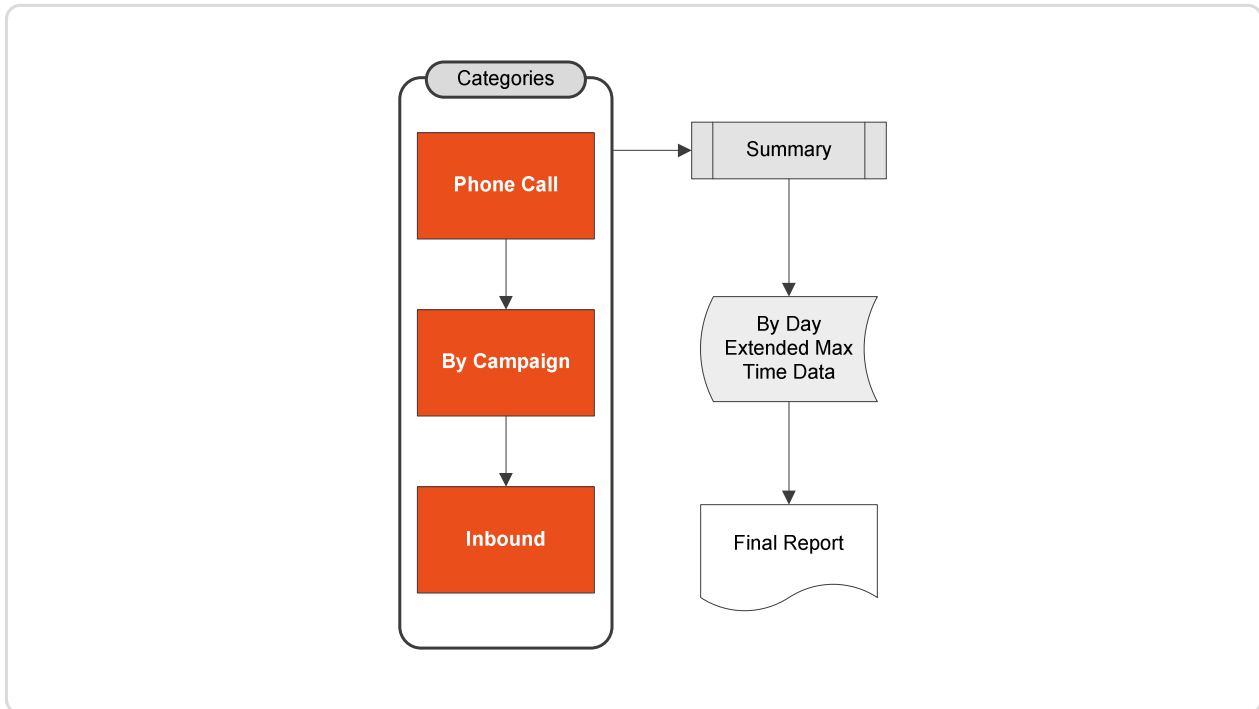 Categories
Phone Call
By Campaign
Inbound
Summary
By Day
Extended Max
Time Data
Final Report